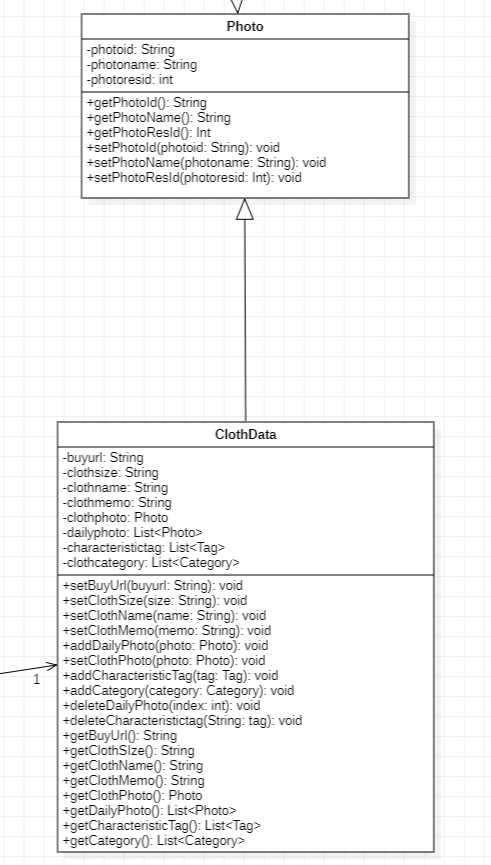 Photo
-photoid: String
-photoname: String
-photoresid: int
+getPhotoId(): String
+getPhotoName(): String
+getPhotoResId(): Int
+setPhotoId(photoid: String): void
+setPhotoName(photoname: String): void
+setPhotoResId(photoresid: Int): void
ClothData
-buyurl: String
-clothsize: String
-clothname: String
-clothmemo: String
-clothphoto: Photo
-dailyphoto: List<Photo>
-characteristictag: List<Tag>
-clothcategory: List<Category>
+setBuyUrl(buyurl: String): void
+setClothSize(size: String): void
+setClothName(name: String): void
+setClothMemo(memo: String): void
+addDailyPhoto(photo: Photo): void
+setClothPhoto(photo: Photo): void
+addCharacteristicTag(tag: Tag): void
+addCategory(category: Category): void
+deleteDailyPhoto(index: int): void
+deleteCharacteristictag(String: tag): void
+getBuyUrl(): String
+getClothSIze(): String
+getClothName(): String
+getClothMemo(): String
+getClothPhoto(): Photo
+getDailyPhoto(): List<Photo>
+getCharacteristicTag(): List<Tag>
+getCategory(): List<Category>
1